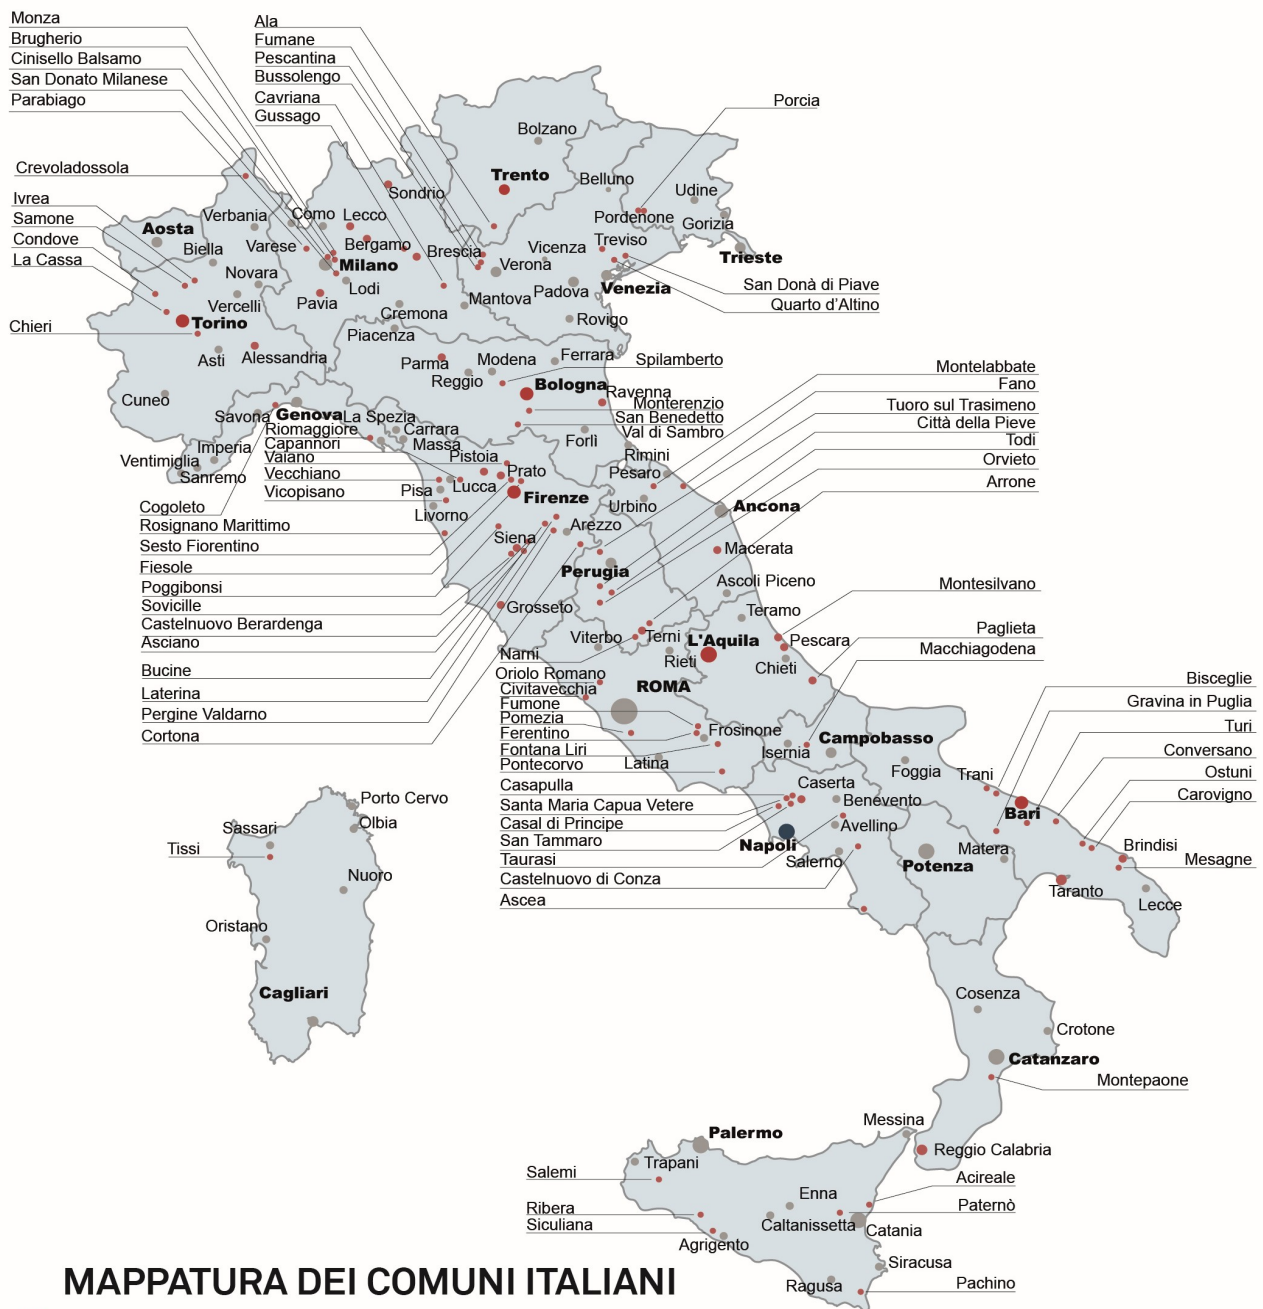 Monza
Brugherio
Cinisello Balsamo
San Donato Milanese
Parabiago
Crevoladossola
Ivrea
Samone
Condove
La Cassa
Chieri
Ala
Fumane
Pescantina
Bussolengo
Cavriana
Gussago
Porcia
Bolzano
Trento
Belluno
Udine
Pordenone
Gorizia
Trieste
Sondrio
Verbania
Como
Lecco
Aosta
Biella
Varese
Bergamo
Brescia
Vicenza
Treviso
Milano
Verona
Novara
Lodi
Padova
Venezia
San Donà di Piave
Quarto d'Altino
Vercelli
Pavia
Mantova
Cremona
Rovigo
Torino
Piacenza
Asti
Alessandria
Parma
Modena
Ferrara
Reggio
Spilamberto
Cuneo
Bologna
Ravenna
Monterenzio
San Benedetto
Val di Sambro
Savona
Genova
La Spezia
Riomaggiore
Carrara
Massa
Forlì
Capannori
Imperia
Vaiano
Pistoia
Rimini
Ventimiglia
Sanremo
Vecchiano
Prato
Pesaro
Vicopisano
Pisa
Lucca
Firenze
Urbino
Ancona
Livorno
Montelabbate
Fano
Tuoro sul Trasimeno
Città della Pieve
Todi
Orvieto
Arrone
Cogoleto
Rosignano Marittimo
Sesto Fiorentino
Fiesole
Poggibonsi
Sovicille
Castelnuovo Berardenga
Asciano
Bucine
Laterina
Pergine Valdarno
Cortona
Arezzo
Siena
Macerata
Perugia
Ascoli Piceno
Grosseto
Teramo
Montesilvano
Viterbo
Terni
L'Aquila
Pescara
Paglieta
Narni
Rieti
Chieti
Macchiagodena
Oriolo Romano
Civitavecchia
ROMA
Fumone
Pomezia
Ferentino
Frosinone
Fontana Liri
Isernia
Campobasso
Pontecorvo
Latina
Casapulla
Caserta
Foggia
Trani
Santa Maria Capua Vetere
Benevento
Casal di Principe
Avellino
San Tammaro
Napoli
Taurasi
Salerno
Potenza
Matera
Castelnuovo di Conza
Ascea
Bisceglie
Gravina in Puglia
Turi
Conversano
Ostuni
Carovigno
Bari
Brindisi
Mesagne
Taranto
Lecce
Porto Cervo
Olbia
Sassari
Tissi
Nuoro
Oristano
Cagliari
Cosenza
Crotone
Catanzaro
Montepaone
Messina
Palermo
Reggio Calabria
Trapani
Salemi
Acireale
Enna
Paternò
Ribera
Siculiana
Caltanissetta
Catania
Agrigento
Siracusa
Ragusa
Pachino
MAPPATURA DEI COMUNI ITALIANI